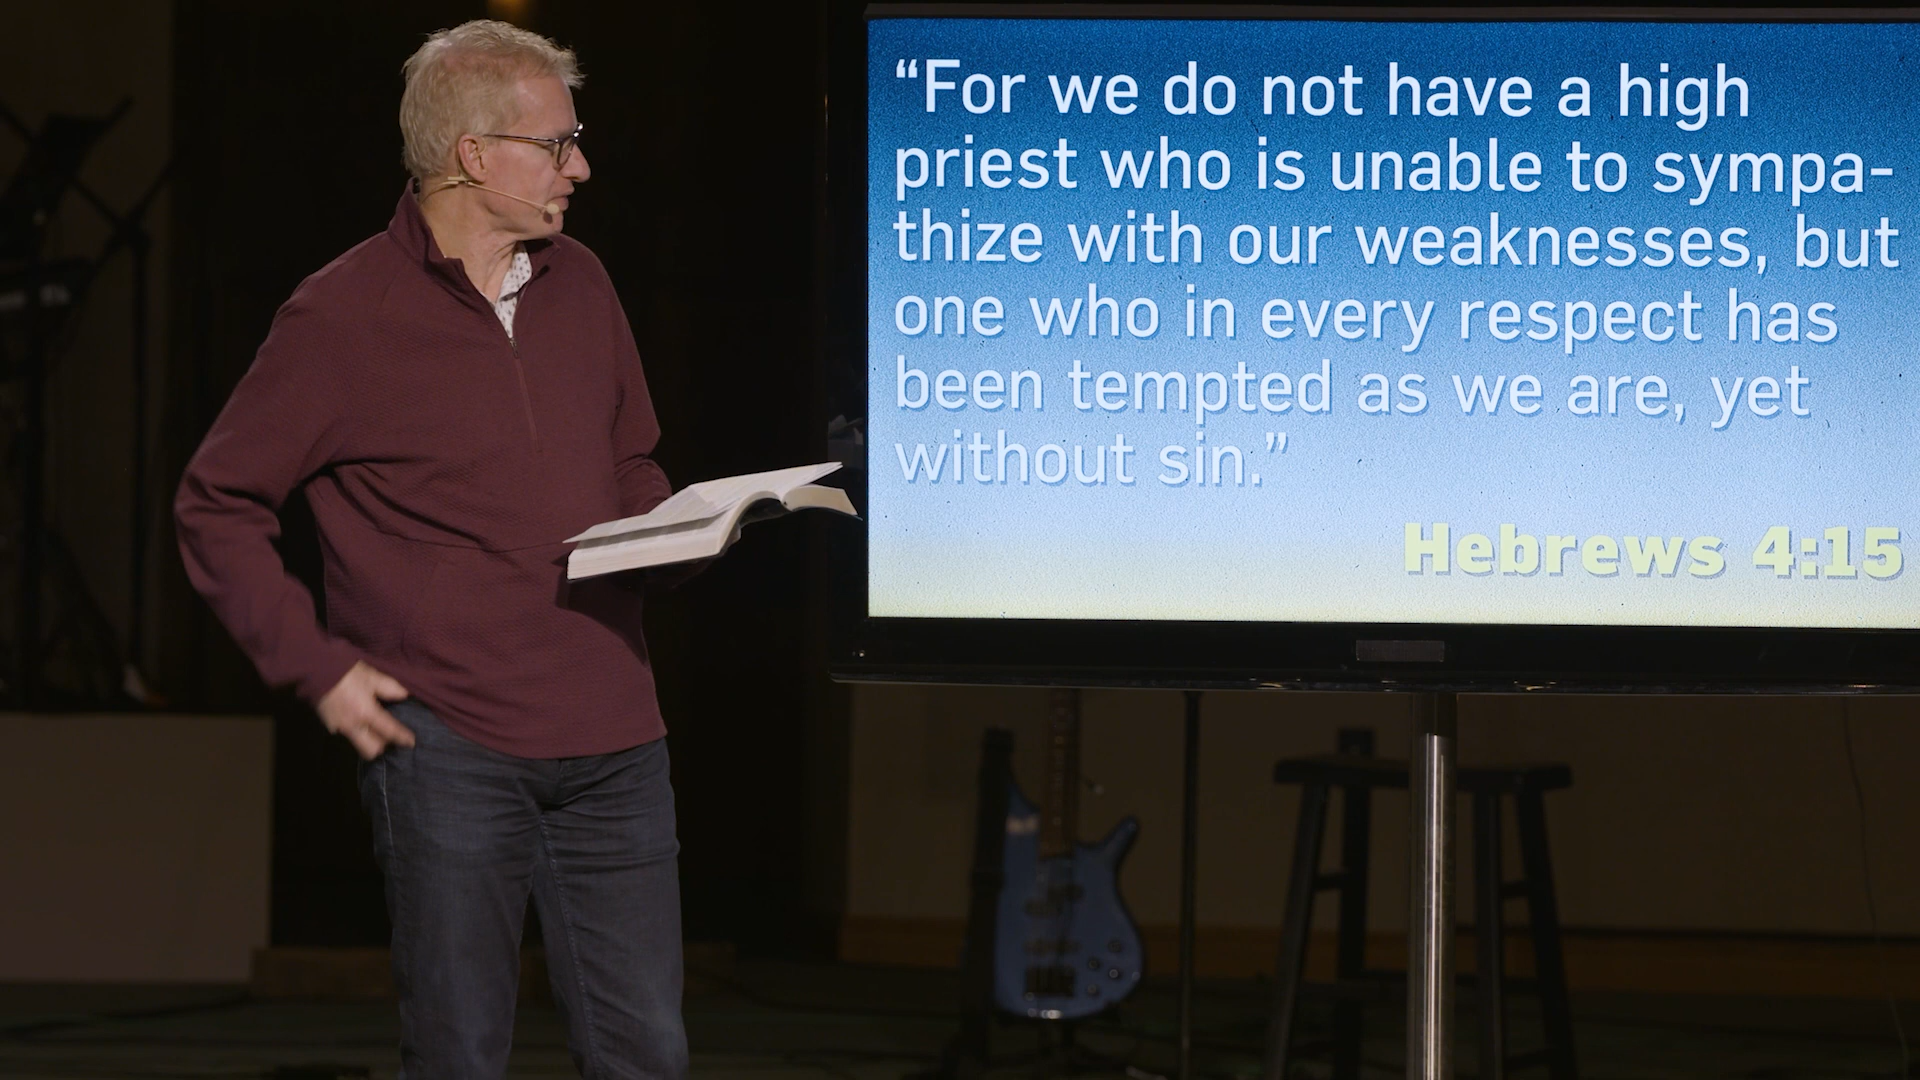 “For we do not have a high
priest who is unable to sympa-
thize with our weaknesses, but
one who in every respect has
been tempted as we are, yet
without sin.”
Hebrews 4:15